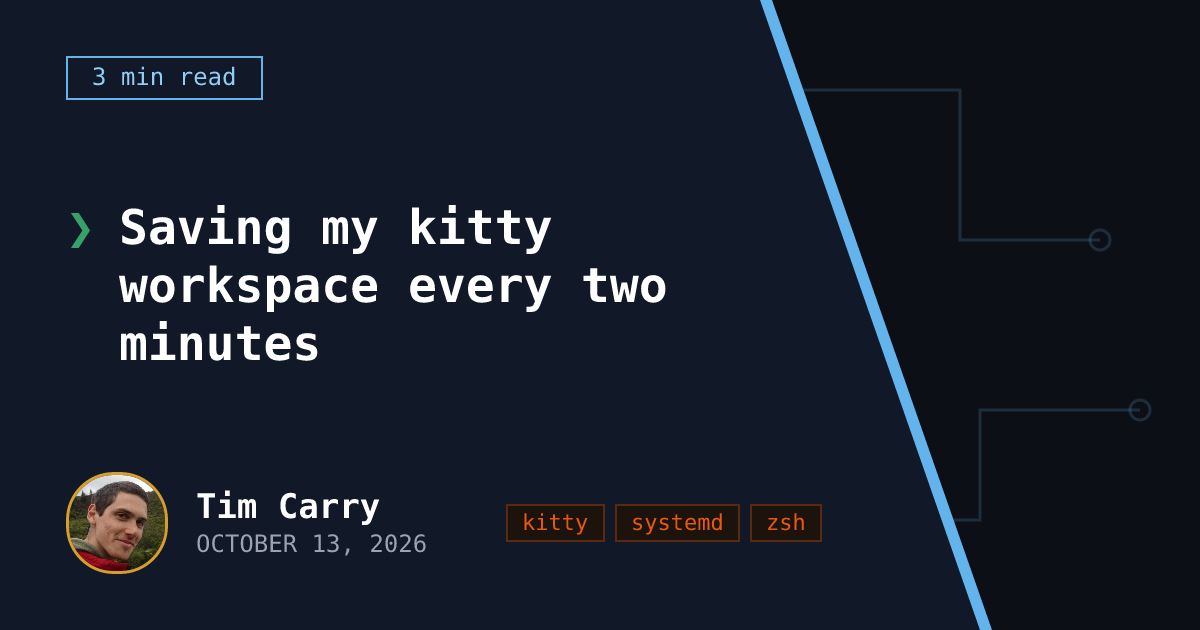 3 min read
❯ Saving my kitty
workspace every two
minutes
Tim Carry
OCTOBER 13, 2026
kitty systemd zsh